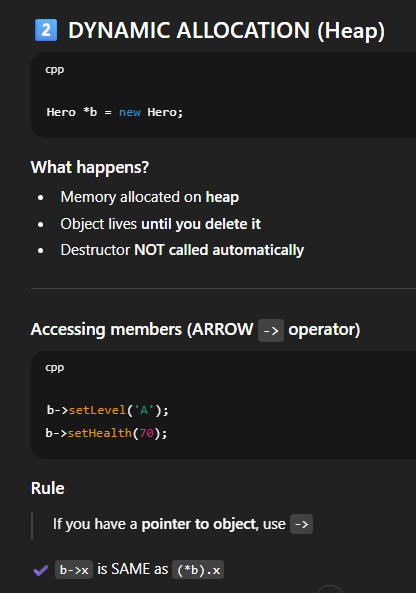 2 DYNAMIC ALLOCATION (Heap)
cpp
Hero *b = new Hero;
What happens?
• Memory allocated on heap
• Object lives until you delete it
• Destructor NOT called automatically
Accessing members (ARROW -> operator)
cpp
b->setLevel('A');
b->setHealth(70);
Rule
If you have a pointer to object, use ->
✔ b->x is SAME as (*b).x